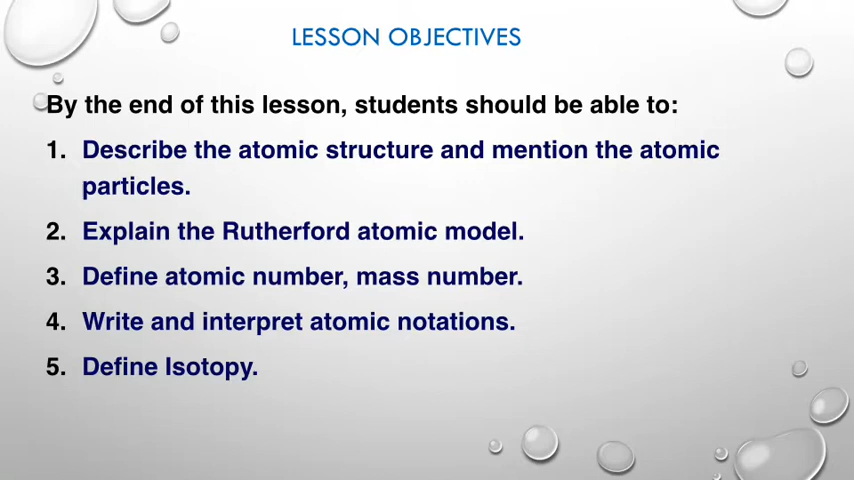 LESSON OBJECTIVES
By the end of this lesson, students should be able to:
1. Describe the atomic structure and mention the atomic
particles.
2. Explain the Rutherford atomic model.
3. Define atomic number, mass number.
4. Write and interpret atomic notations.
5. Define Isotopy.